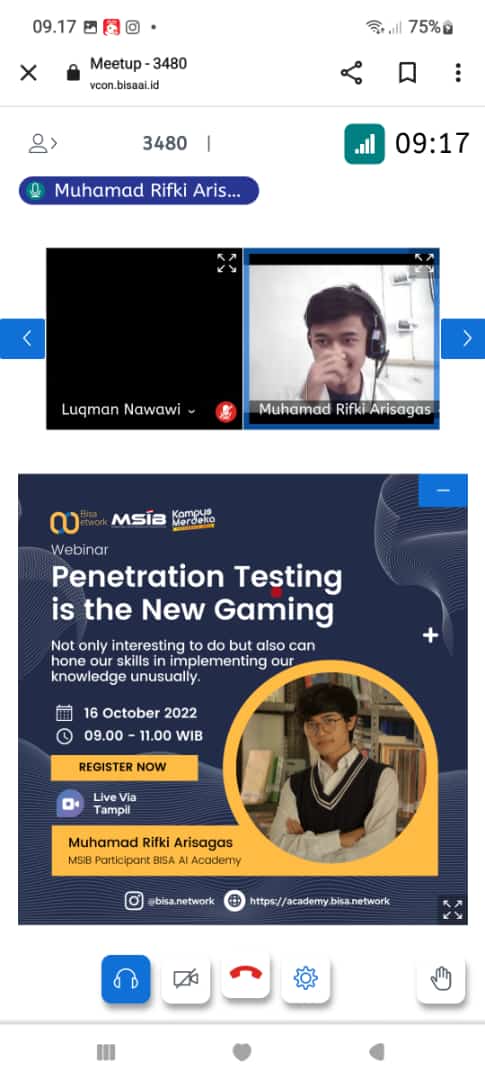 09.17
75%
Meetup - 3480
vcon.bisaai.id
3480 |
09:17
Muhamad Rifki Aris...
Luqman Nawawi
Muhamad Rifki Arisagas
Bisa
etwork
MSIB
Kampus
Merdeka
Webinar
Penetration Testing
is the New Gaming
Not only interesting to do but also can
hone our skills in implementing our
knowledge unusually.
16 October 2022
09.00 - 11.00 WIB
REGISTER NOW
Live Via
Tampil
Muhamad Rifki Arisagas
MSIB Participant BISA AI Academy
@bisa.network
https://academy.bisa.network